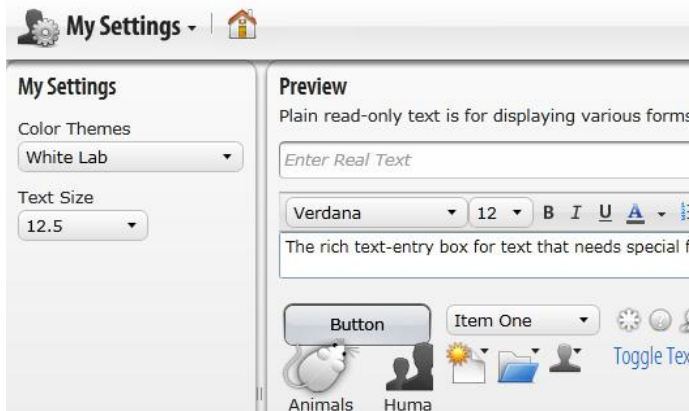 My Settings
My Settings
Color Themes
White Lab
Text Size
12.5
Preview
Plain read-only text is for displaying various forms
Enter Real Text
Verdana 12 B I U A
The rich text-entry box for text that needs special
Button Item One
Toggle
Animals Huma